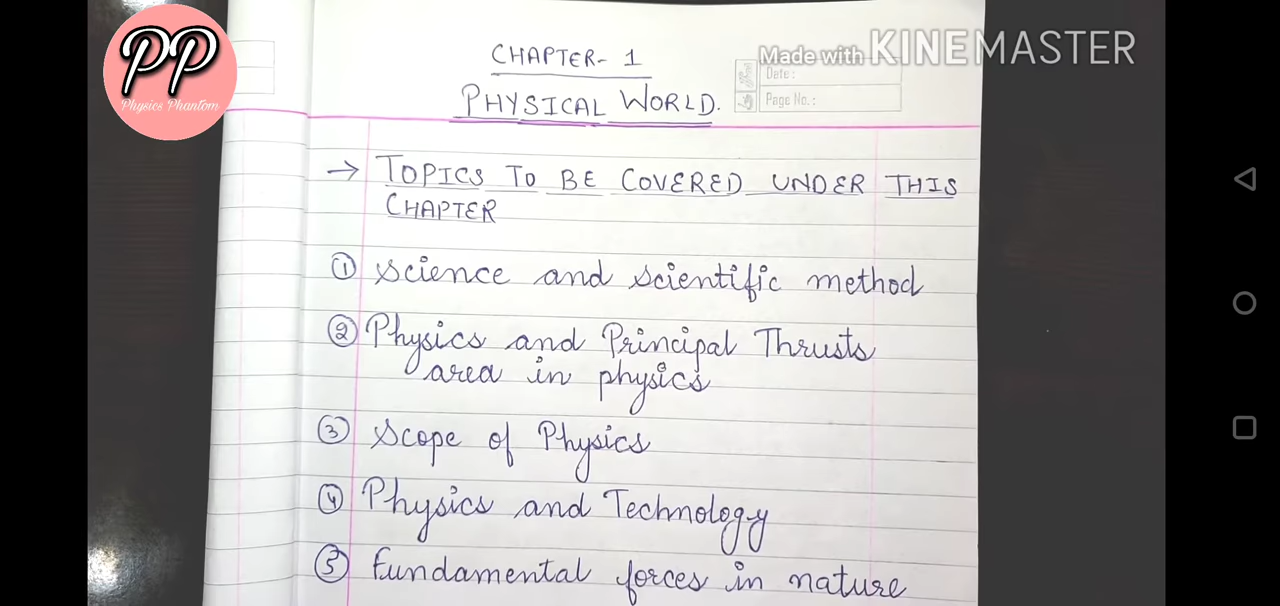 PP
Physics Phantom
Made with KINEMASTER
CHAPTER- 1
PHYSICAL WORLD.
Date :
Page No. :
→ TOPICS TO BE COVERED UNDER THIS
CHAPTER
① Science and scientific method
② Physics and Principal Thrusts
area in physics
③ Scope of Physics
④ Physics and Technology
⑤ Fundamental forces in nature